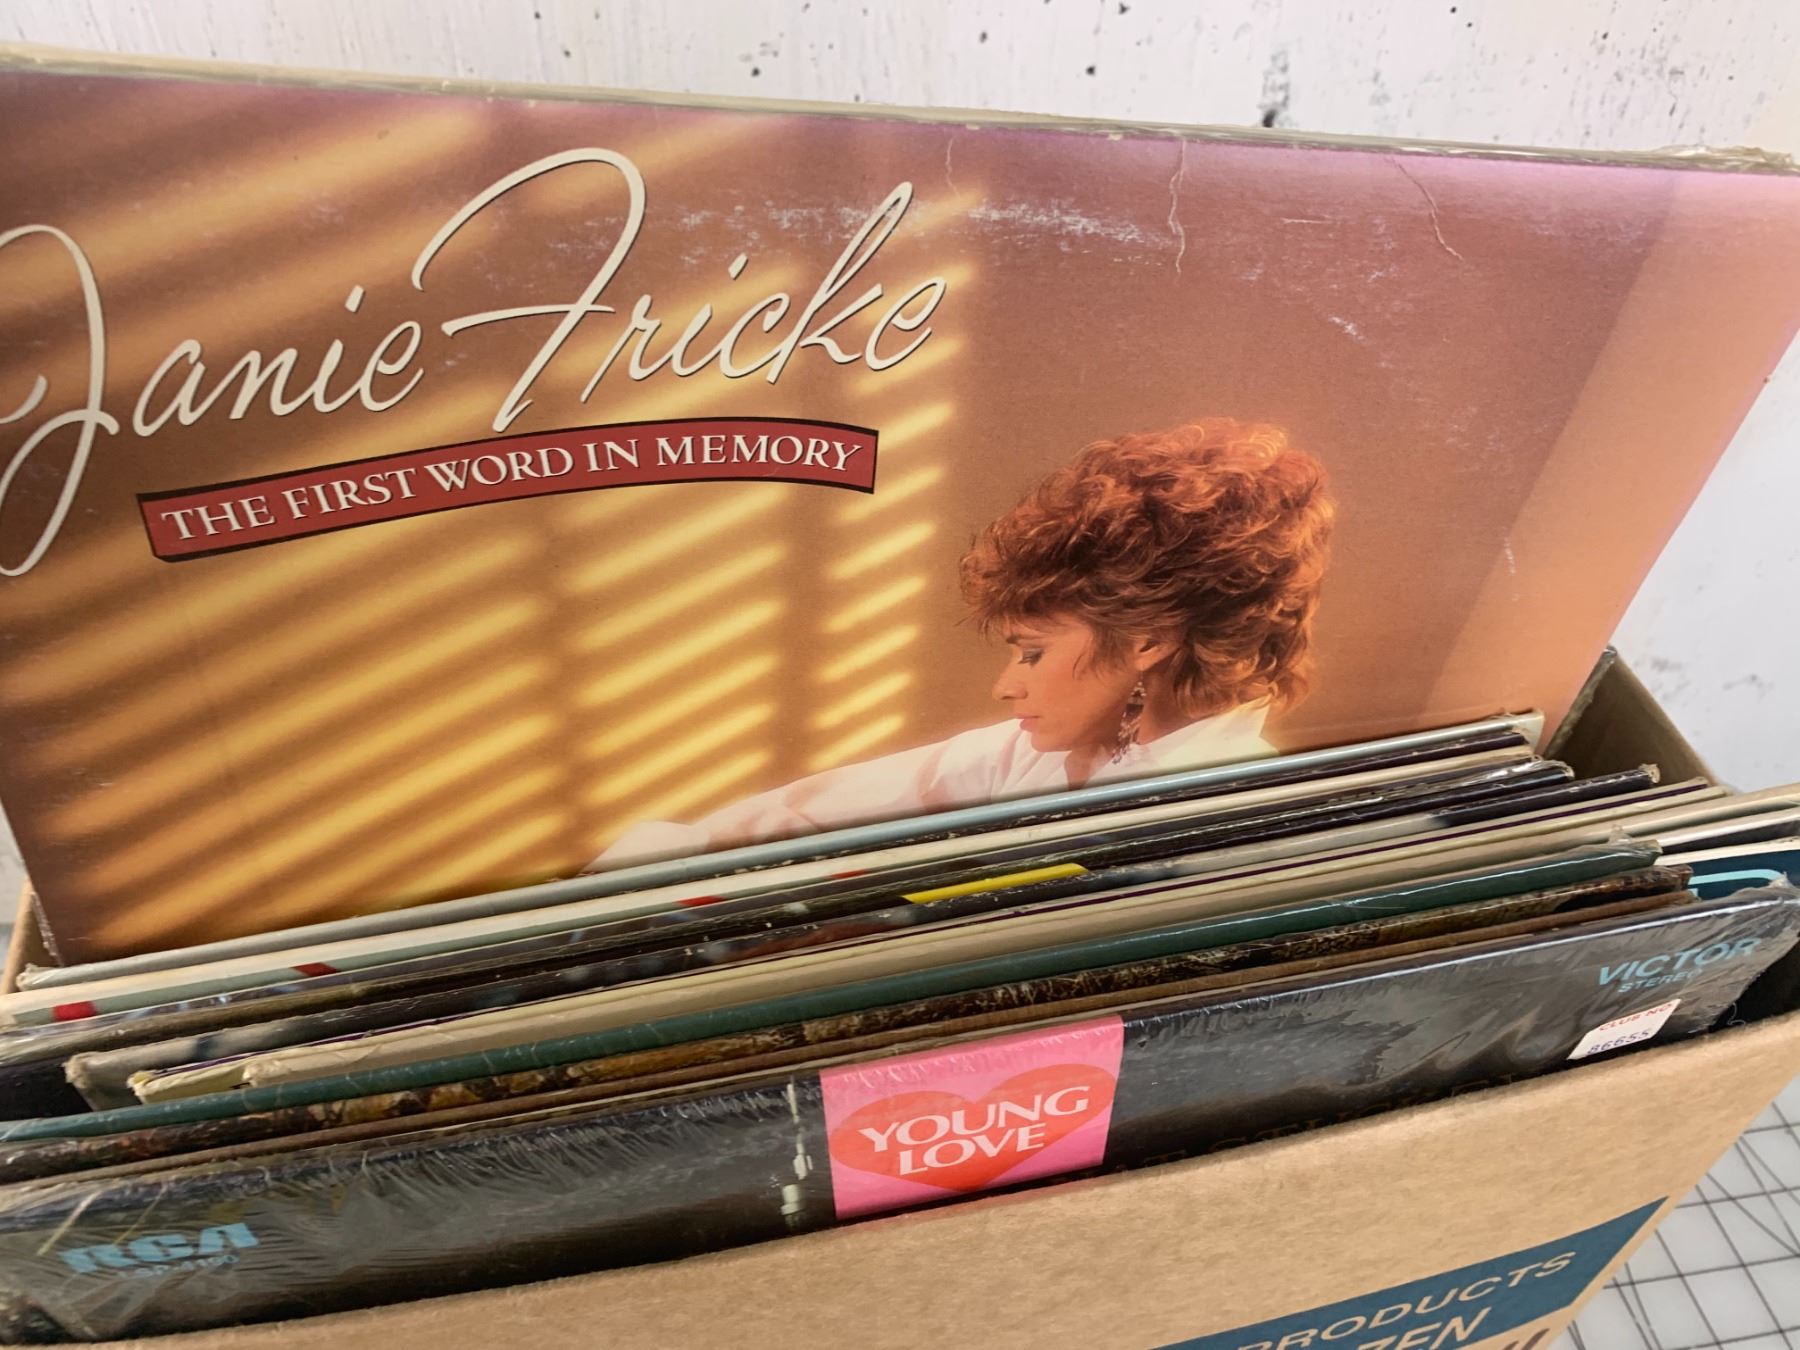 Janie Fricke
THE FIRST WORD IN MEMORY
VICTOR
STEREO
CLUB NO
86655
YOUNG
LOVE
RCA
PRODUCTS